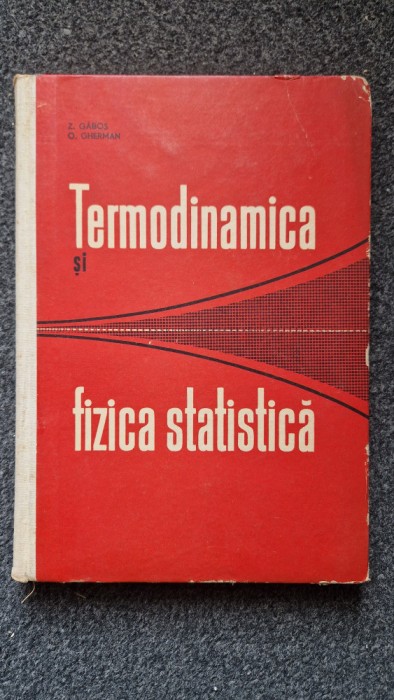 Z. GÁBOS
O. GHERMAN
Termodinamica
și
fizica statistică